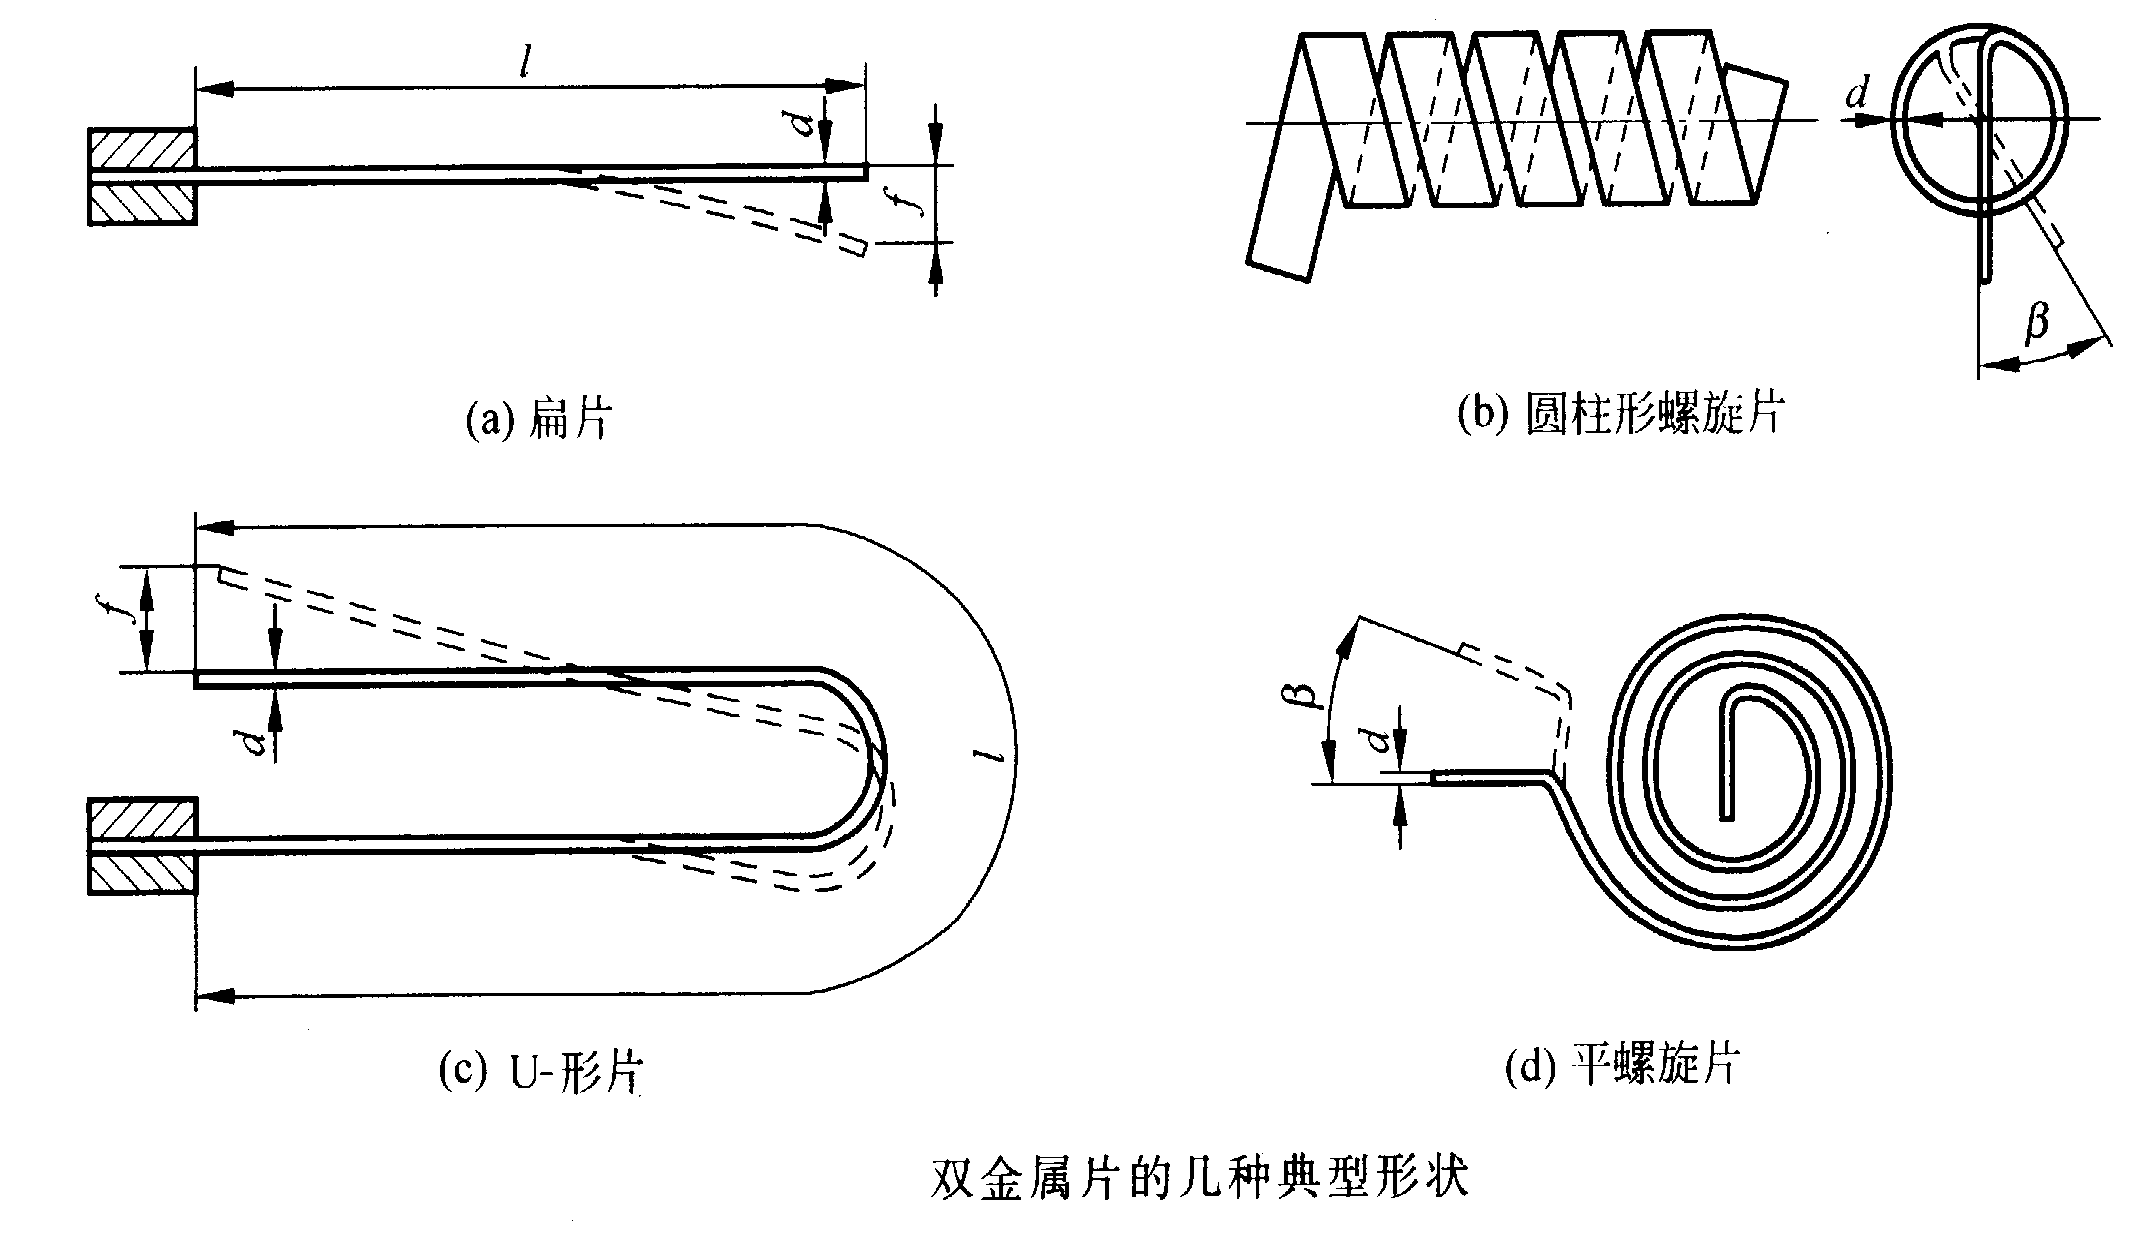 l
d
f
(a) 扁片
d
β
(b) 圆柱形螺旋片
f
d
l
(c) U-形片
β
d
(d) 平螺旋片
双金属片的几种典型形状